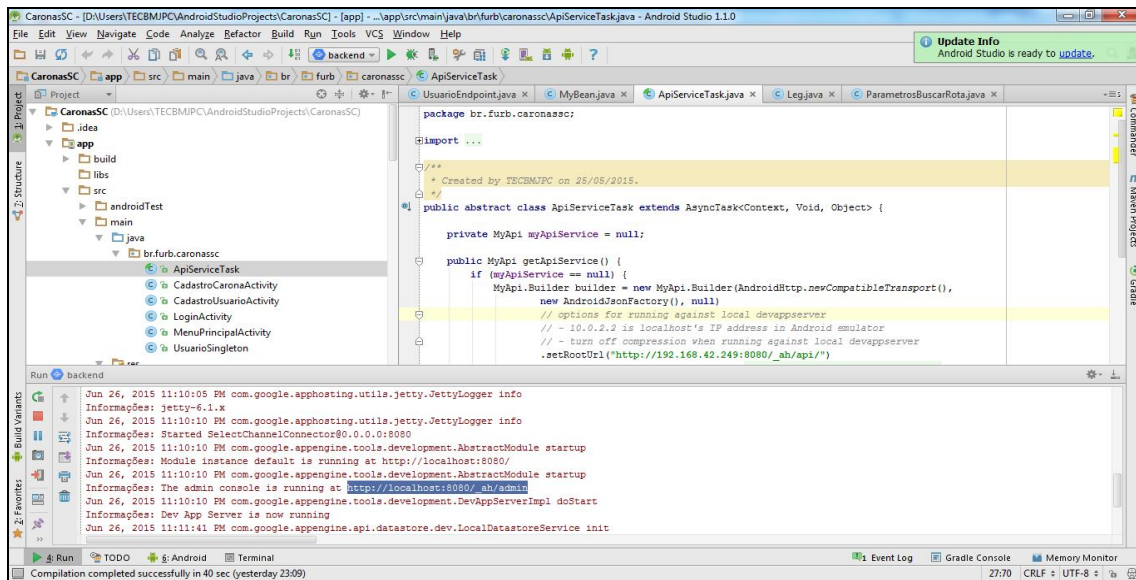 CaronasSC - [D:\Users\TECBMJPC\AndroidStudioProjects\CaronasSC] - [app] - ...\app\src\main\java\br\furb\caronassc\ApiServiceTask.java - Android Studio 1.1.0
File Edit View Navigate Code Analyze Refactor Build Run Tools VCS Window Help
backend
Update Info
Android Studio is ready to update.
CaronasSC app src main java br furb caronassc ApiServiceTask
Project
UsuarioEndpoint.java MyBean.java ApiServiceTask.java Leg.java ParametrosBuscarRota.java
1: Project
7: Structure
CaronasSC (D:\Users\TECBMJPC\AndroidStudioProjects\CaronasSC)
.idea
app
build
libs
src
androidTest
main
java
br.furb.caronassc
ApiServiceTask
CadastroCaronaActivity
CadastroUsuarioActivity
LoginActivity
MenuPrincipalActivity
UsuarioSingleton
res
package br.furb.caronassc;
import ...
/**
* Created by TECBMJPC on 25/05/2015.
*/
public abstract class ApiServiceTask extends AsyncTask<Context, Void, Object> {
private MyApi myApiService = null;
public MyApi getApiService() {
if (myApiService == null) {
MyApi.Builder builder = new MyApi.Builder(AndroidHttp.newCompatibleTransport(),
new AndroidJsonFactory(), null)
// options for running against local devappserver
// - 10.0.2.2 is localhost's IP address in Android emulator
// - turn off compression when running against local devappserver
.setRootUrl("http://192.168.42.249:8080/_ah/api/")
Commander
Maven Projects
Gradle
Run backend
Build Variants
2: Favorites
Jun 26, 2015 11:10:05 PM com.google.apphosting.utils.jetty.JettyLogger info
Informações: jetty-6.1.x
Jun 26, 2015 11:10:10 PM com.google.apphosting.utils.jetty.JettyLogger info
Informações: Started SelectChannelConnector@0.0.0.0:8080
Jun 26, 2015 11:10:10 PM com.google.appengine.tools.development.AbstractModule startup
Informações: Module instance default is running at http://localhost:8080/
Jun 26, 2015 11:10:10 PM com.google.appengine.tools.development.AbstractModule startup
Informações: The admin console is running at http://localhost:8080/_ah/admin
Jun 26, 2015 11:10:10 PM com.google.appengine.tools.development.DevAppServerImpl doStart
Informações: Dev App Server is now running
Jun 26, 2015 11:11:41 PM com.google.appengine.api.datastore.dev.LocalDatastoreService init
4: Run TODO 6: Android Terminal 1 Event Log Gradle Console Memory Monitor
Compilation completed successfully in 40 sec (yesterday 23:09) 27:70 CRLF UTF-8